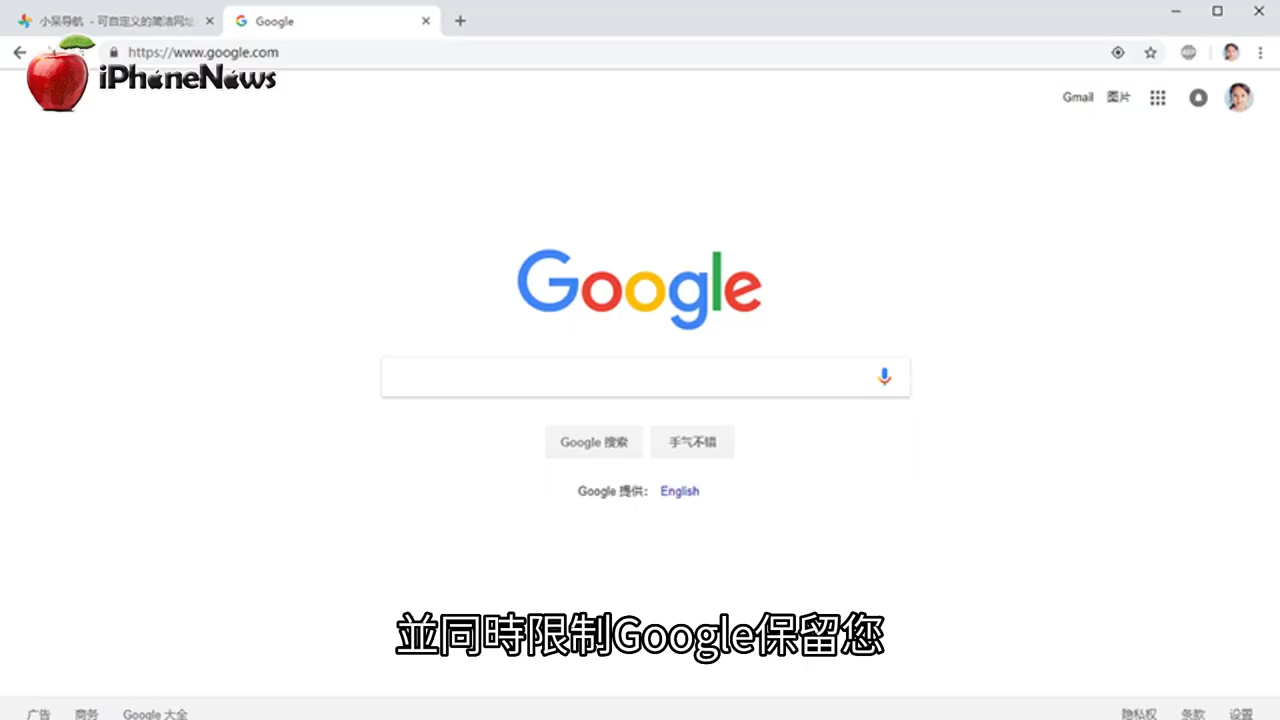 小呆导航 - 可自定义的简洁网址
Google
https://www.google.com
iPhoneNews
Gmail 图片
Google
Google 搜索 手气不错
Google 提供： English
並同時限制Google保留您
广告 商务 Google 大全 隐私权 条款 设置